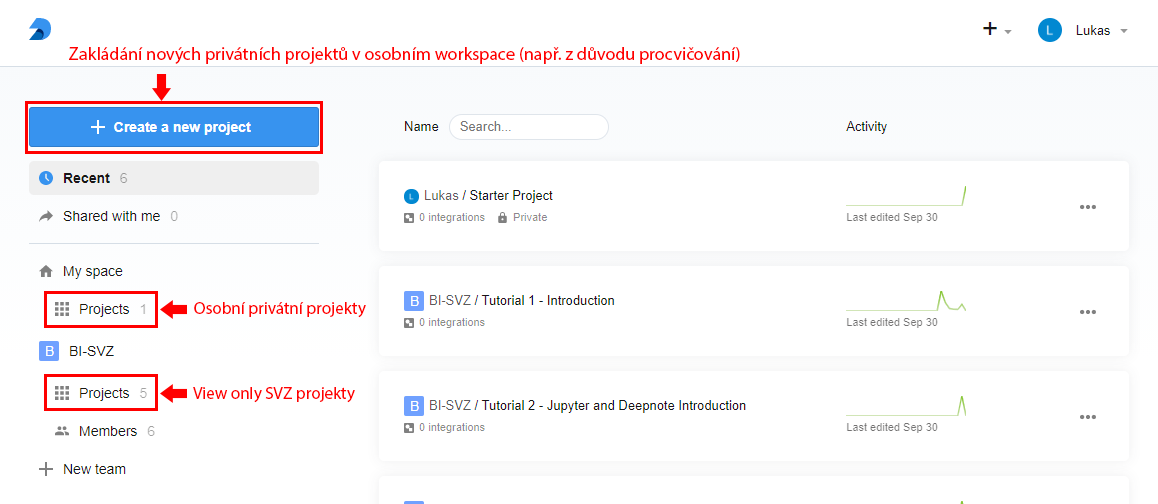 Lukas
Zakládání nových privátních projektů v osobním workspace (např. z důvodu procvičování)
Create a new project
Name Search... Activity
Recent 6
Shared with me 0
L Lukas / Starter Project
0 integrations Private
Last edited Sep 30
My space
Projects 1
Osobní privátní projekty
B BI-SVZ
Projects 5
View only SVZ projekty
Members 6
New team
B BI-SVZ / Tutorial 1 - Introduction
0 integrations
Last edited Sep 30
B BI-SVZ / Tutorial 2 - Jupyter and Deepnote Introduction
0 integrations
Last edited Sep 30